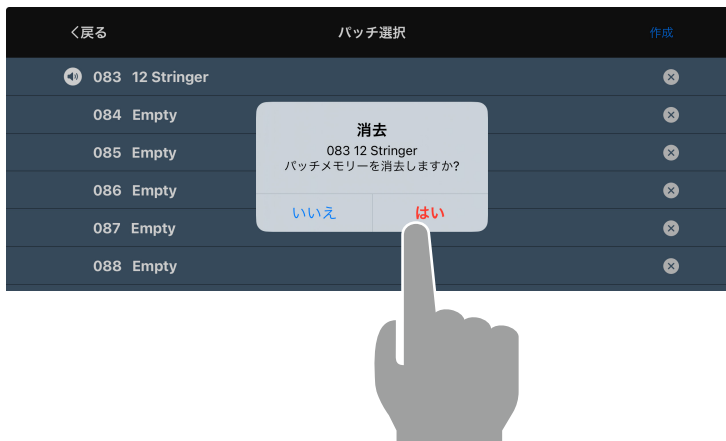 く戻る パッチ選択 作成
083 12 Stringer
084 Empty
085 Empty
086 Empty
087 Empty
088 Empty
消去
083 12 Stringer
パッチメモリーを消去しますか?
いいえ はい